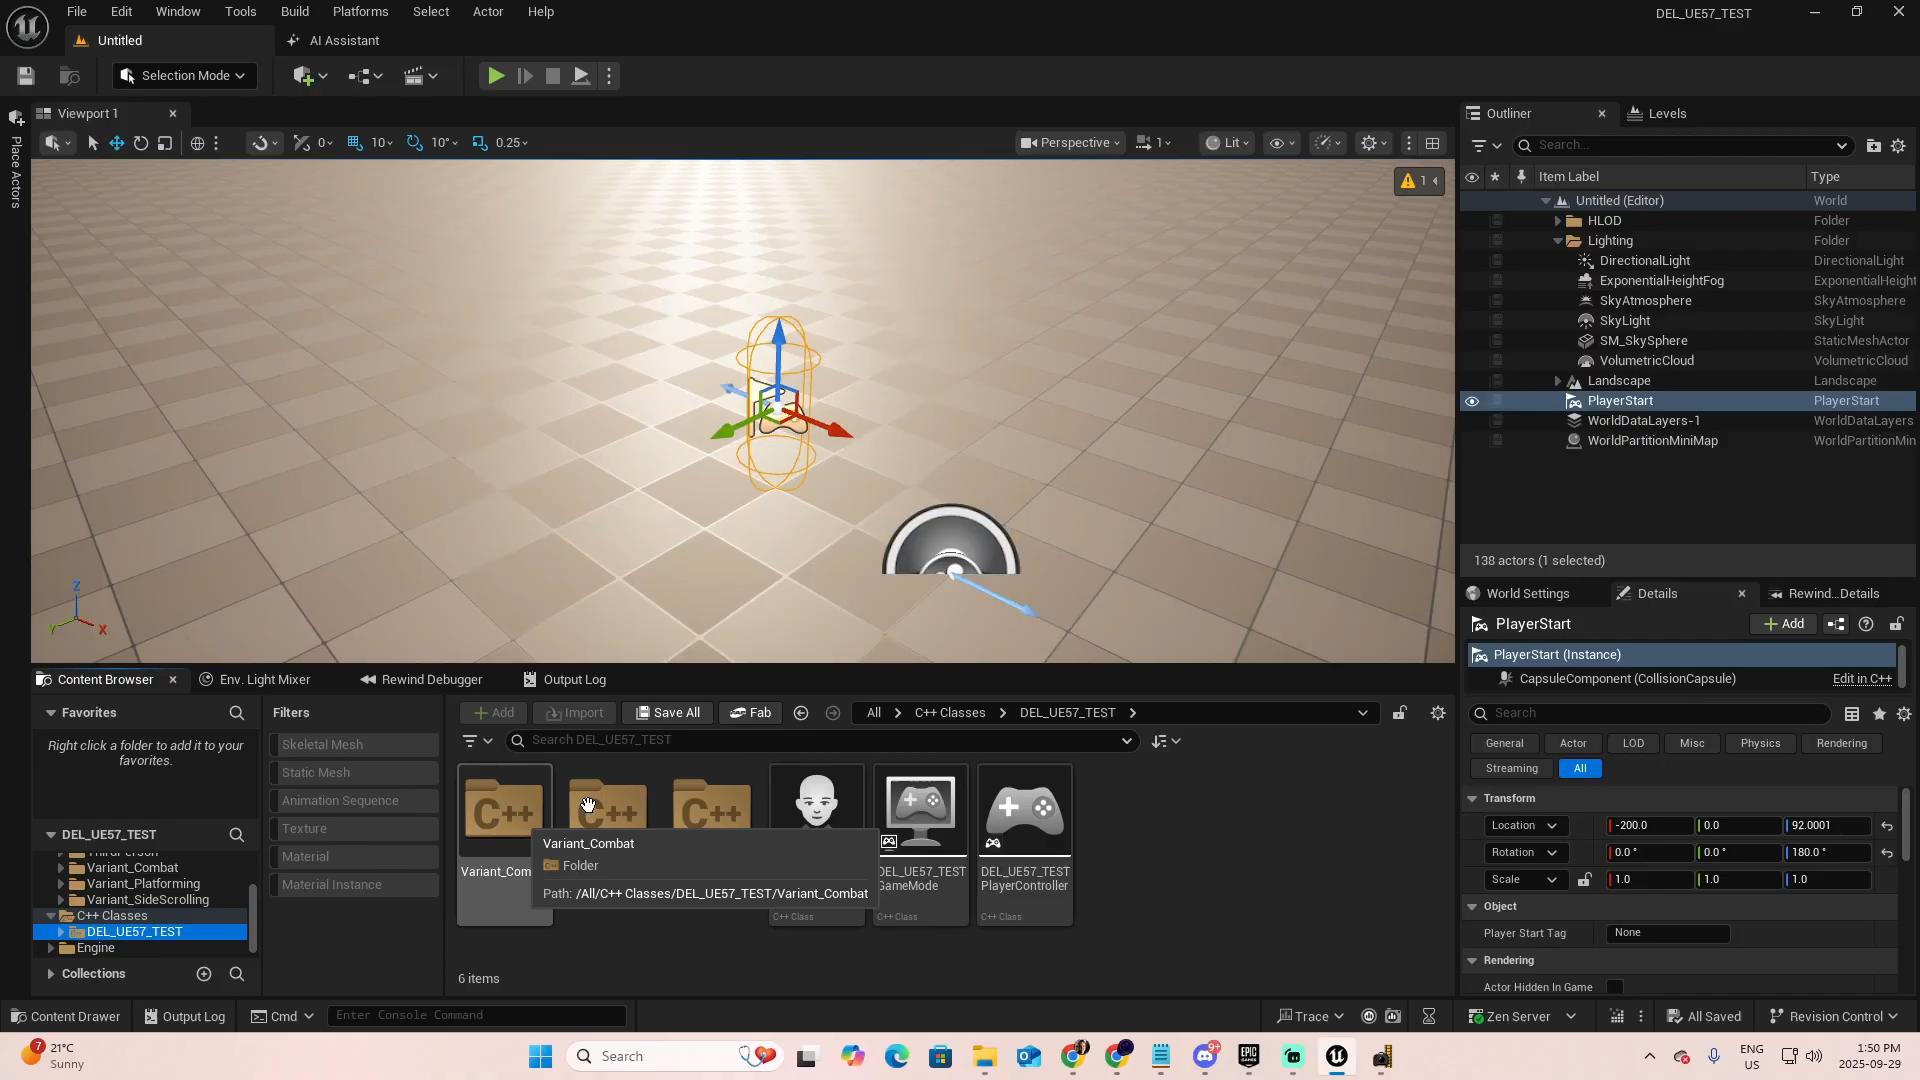 File Edit Window Tools Build Platforms Select Actor Help
DEL_UE57_TEST
Untitled
AI Assistant
Selection Mode
Viewport 1
0
10
10°
0.25
Perspective
1
Lit
1
Place Actors
Z
Y
X
Outliner
Levels
Search...
Item Label
Type
Untitled (Editor) World
HLOD Folder
Lighting Folder
DirectionalLight DirectionalLight
ExponentialHeightFog ExponentialHeight
SkyAtmosphere SkyAtmosphere
SkyLight SkyLight
SM_SkySphere StaticMeshActor
VolumetricCloud VolumetricCloud
Landscape Landscape
PlayerStart PlayerStart
WorldDataLayers-1 WorldDataLayers
WorldPartitionMiniMap WorldPartitionMin
138 actors (1 selected)
World Settings
Details
Rewind...Details
PlayerStart
Add
PlayerStart (Instance)
CapsuleComponent (CollisionCapsule)
Edit in C++
Search
General Actor LOD Misc Physics Rendering
Streaming All
Transform
Location -200.0 0.0 92.0001
Rotation 0.0 ° 0.0 ° 180.0 °
Scale 1.0 1.0 1.0
Object
Player Start Tag None
Rendering
Actor Hidden In Game
Content Browser
Env. Light Mixer
Rewind Debugger
Output Log
Favorites
Right click a folder to add it to your
favorites.
DEL_UE57_TEST
Variant_Combat
Variant_Platforming
Variant_SideScrolling
C++ Classes
DEL_UE57_TEST
Engine
Collections
Filters
Skeletal Mesh
Static Mesh
Animation Sequence
Texture
Material
Material Instance
Add Import Save All Fab
All C++ Classes DEL_UE57_TEST
Search DEL_UE57_TEST
C++ C++ C++
Variant_Com
Variant_Combat
Folder
Path: /All/C++ Classes/DEL_UE57_TEST/Variant_Combat
DEL_UE57_TEST
GameMode
C++ Class
DEL_UE57_TEST
PlayerController
C++ Class
C++ Class
6 items
Content Drawer
Output Log
Cmd
Enter Console Command
Trace
Zen Server
All Saved
Revision Control
7
21°C
Sunny
Search
9+
EPIC
GAMES
ENG
US
1:50 PM
2025-09-29